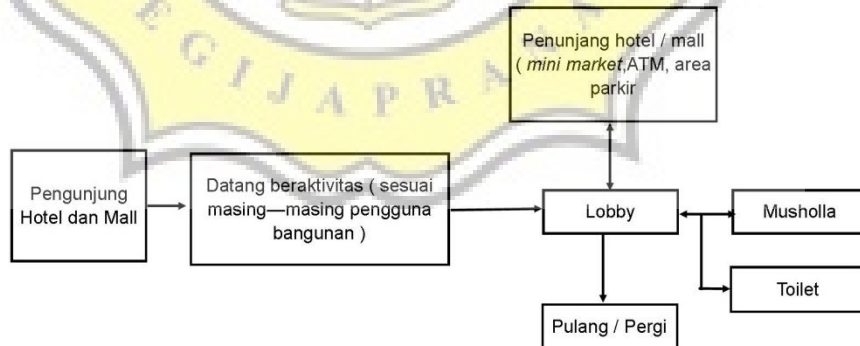 EGIJAPRA
Penunjang hotel / mall
( mini market,ATM, area
parkir
Pengunjung
Hotel dan Mall
Datang beraktivitas ( sesuai
masing—masing pengguna
bangunan )
Lobby
Musholla
Toilet
Pulang / Pergi